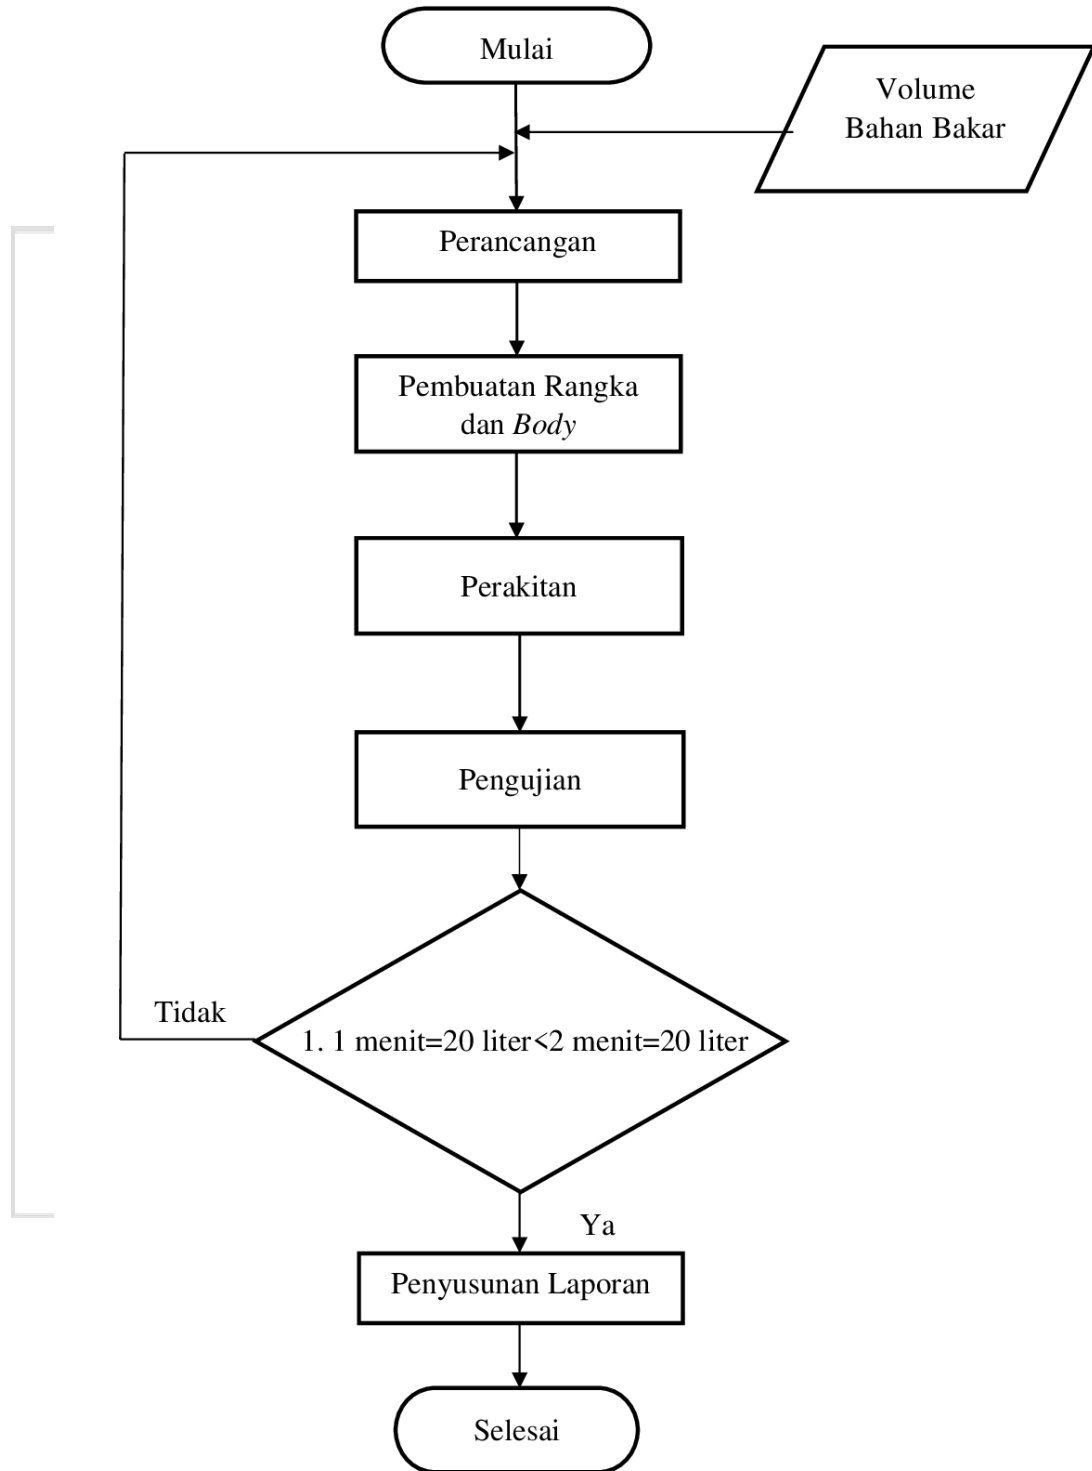 Mulai
Volume
Bahan Bakar
Perancangan
Pembuatan Rangka
dan Body
Perakitan
Pengujian
Tidak
1. 1 menit=20 liter<2 menit=20 liter
Ya
Penyusunan Laporan
Selesai